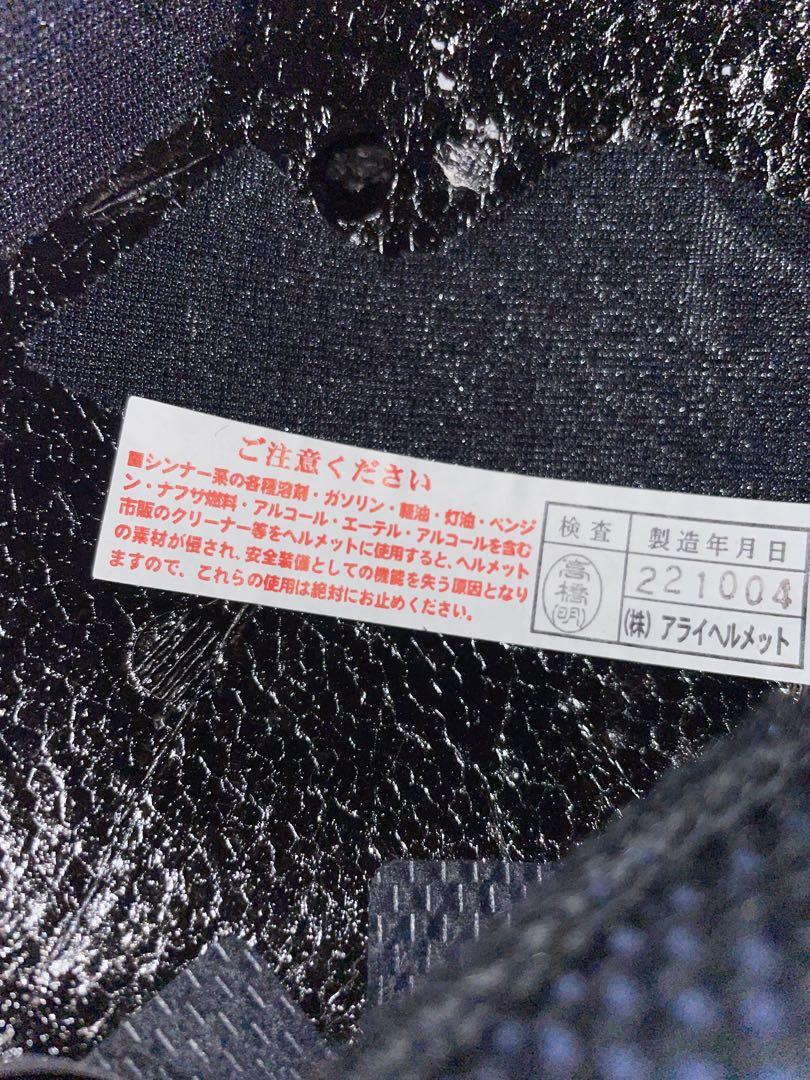 ご注意ください
■シンナー系の各種溶剤・ガソリン・軽油・灯油・ベンジ
ン・ナフサ燃料・アルコール・エーテル・アルコールを含む
市販のクリーナー等をヘルメットに使用すると、ヘルメット
の素材が侵され、安全装備としての機能を失う原因となり
ますので、これらの使用は絶対にお止めください。
検査
高橋(明)
製造年月日
221004
(株) アライヘルメット